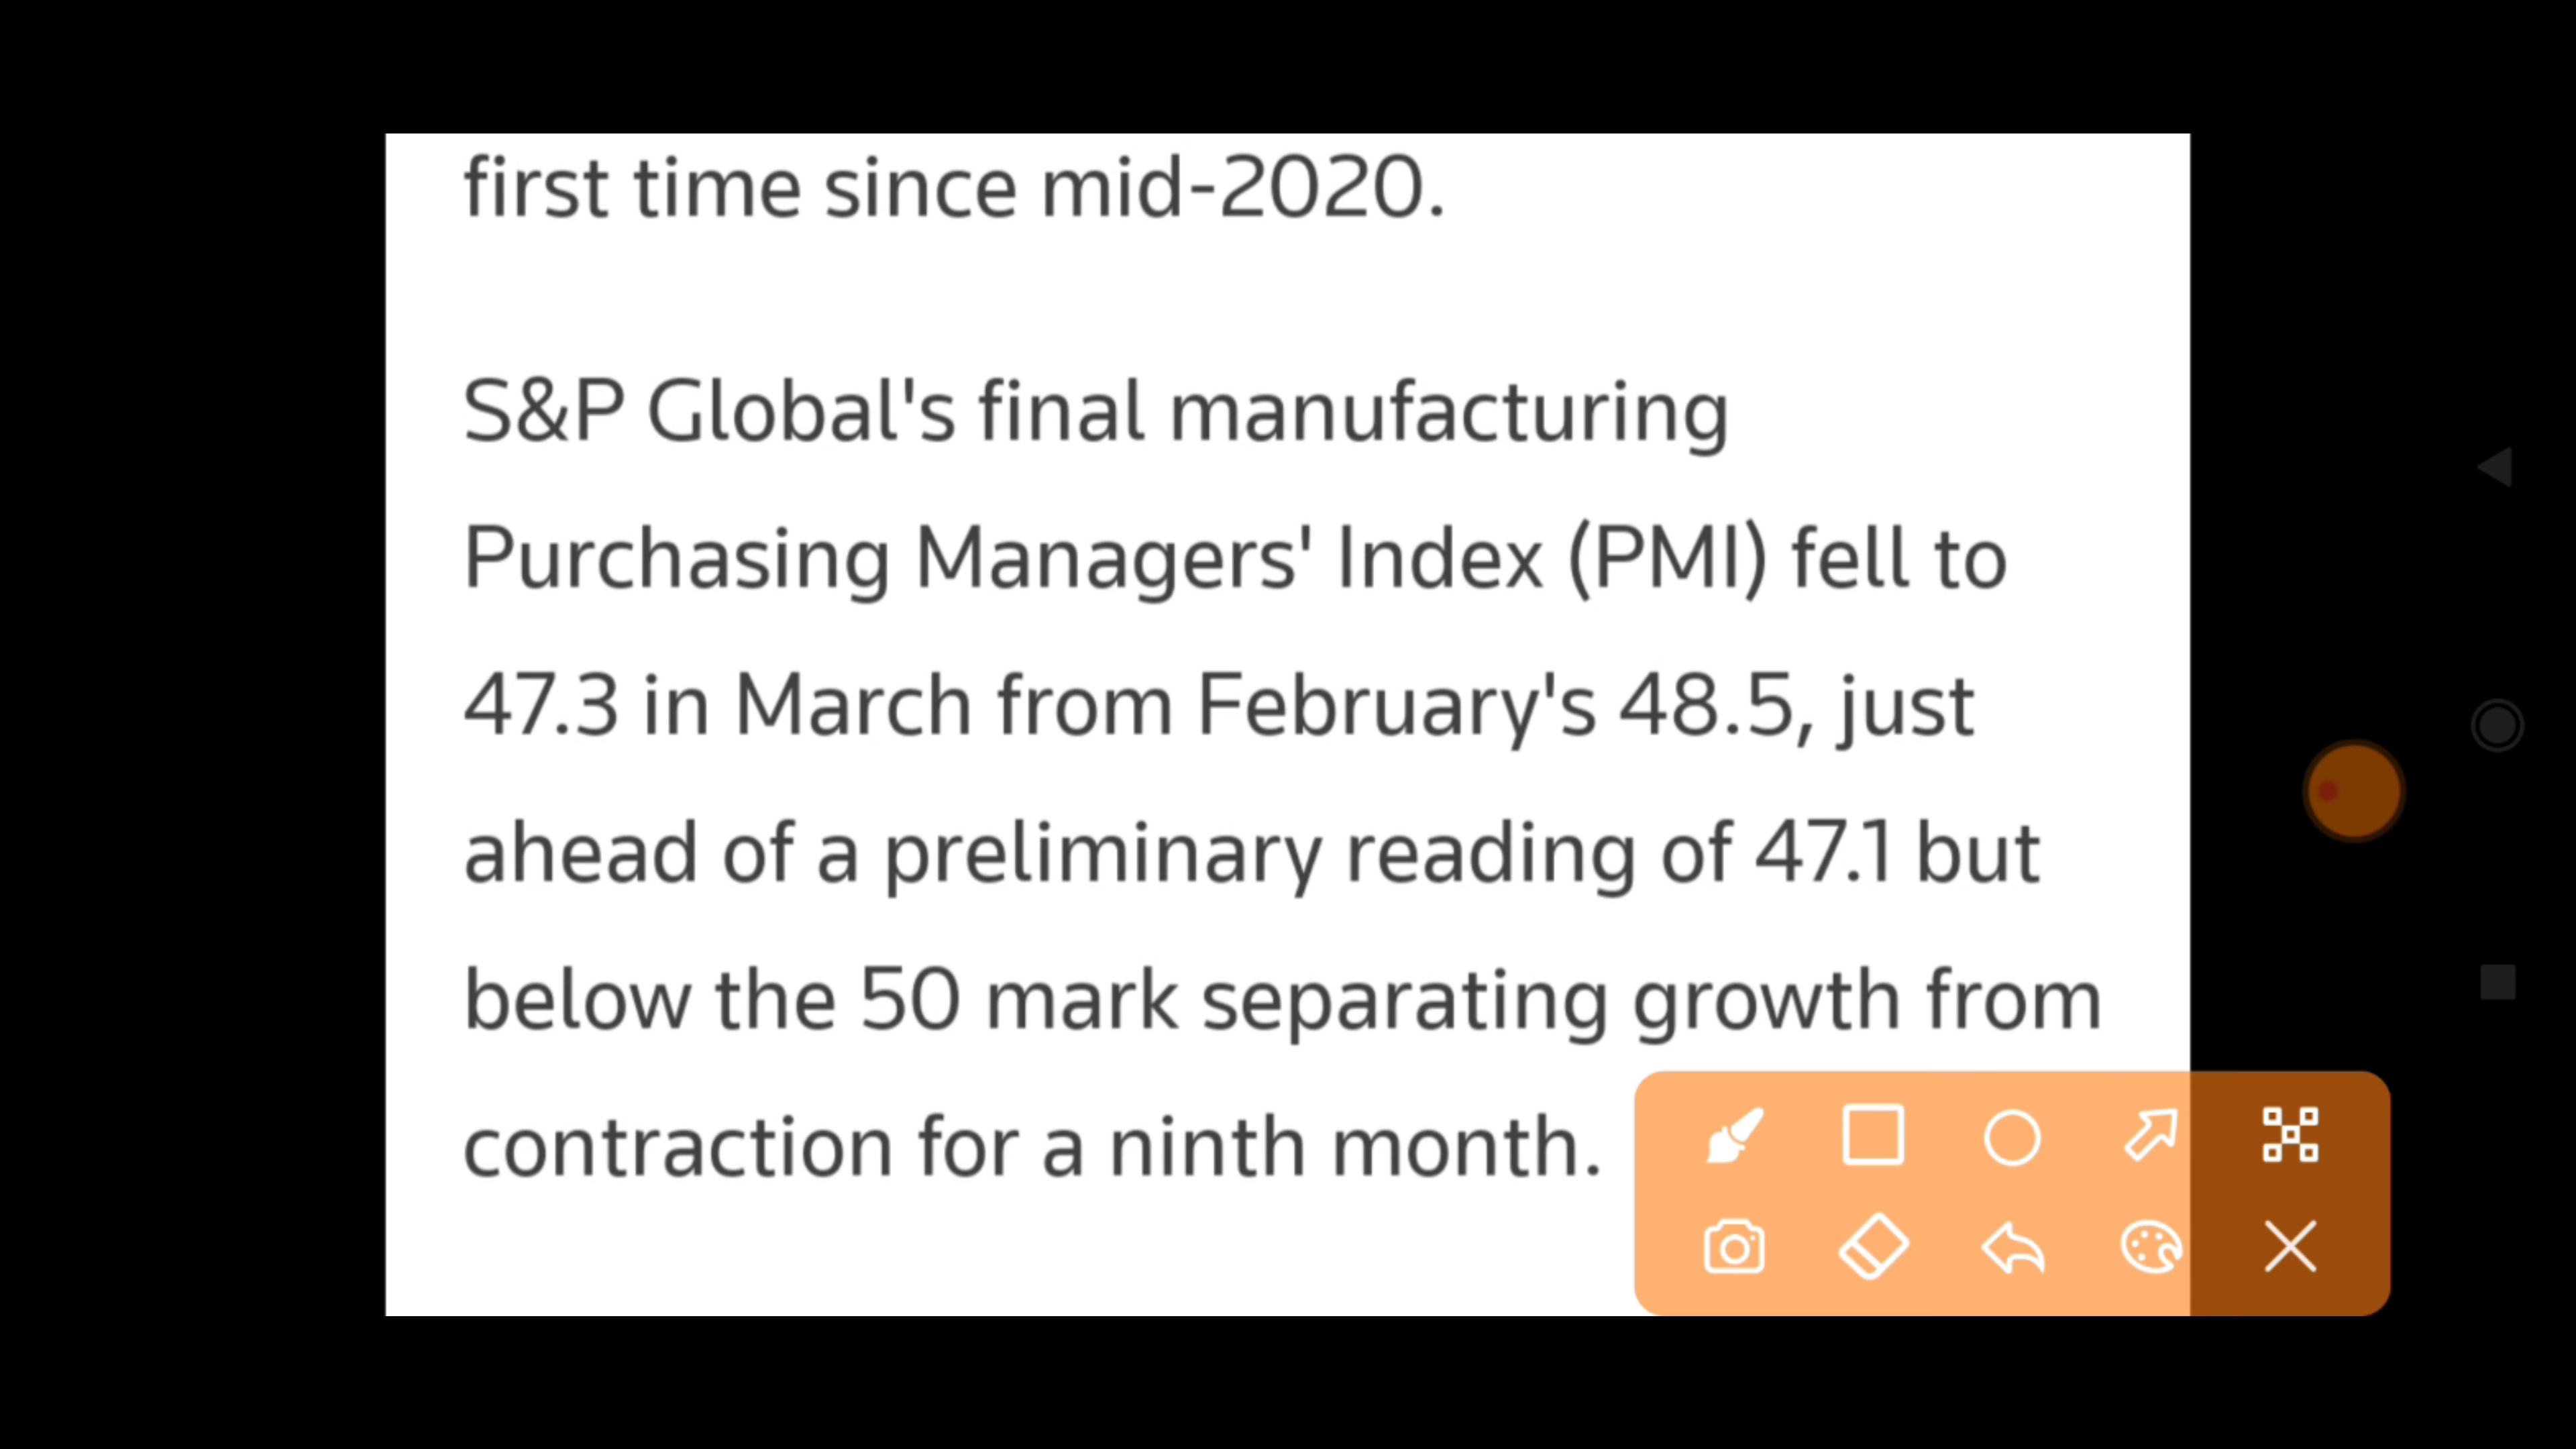 first time since mid-2020.
S&P Global's final manufacturing
Purchasing Managers' Index (PMI) fell to
47.3 in March from February's 48.5, just
ahead of a preliminary reading of 47.1 but
below the 50 mark separating growth from
contraction for a ninth month.